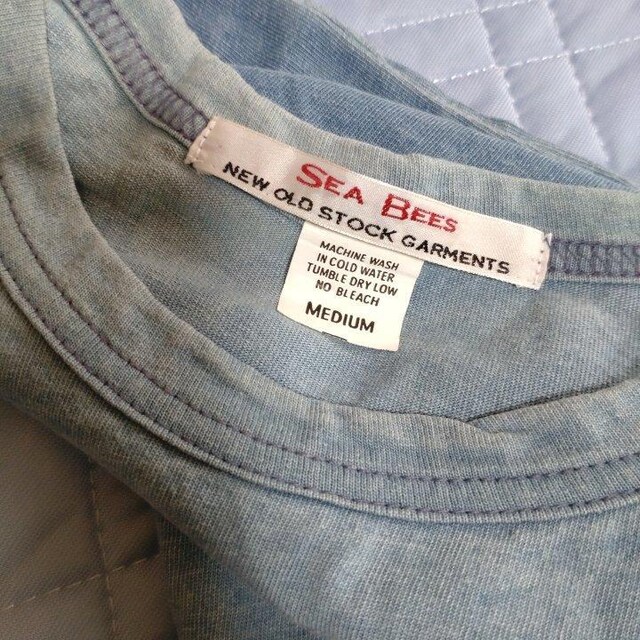 SEA BEES
NEW OLD STOCK GARMENTS
MACHINE WASH
IN COLD WATER
TUMBLE DRY LOW
NO BLEACH
MEDIUM